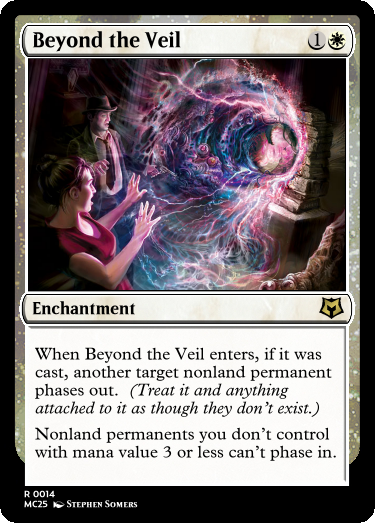 Beyond the Veil
1
Enchantment
When Beyond the Veil enters, if it was
cast, another target nonland permanent
phases out. (Treat it and anything
attached to it as though they don't exist.)
Nonland permanents you don't control
with mana value 3 or less can't phase in.
R 0014
MC25 Stephen Somers